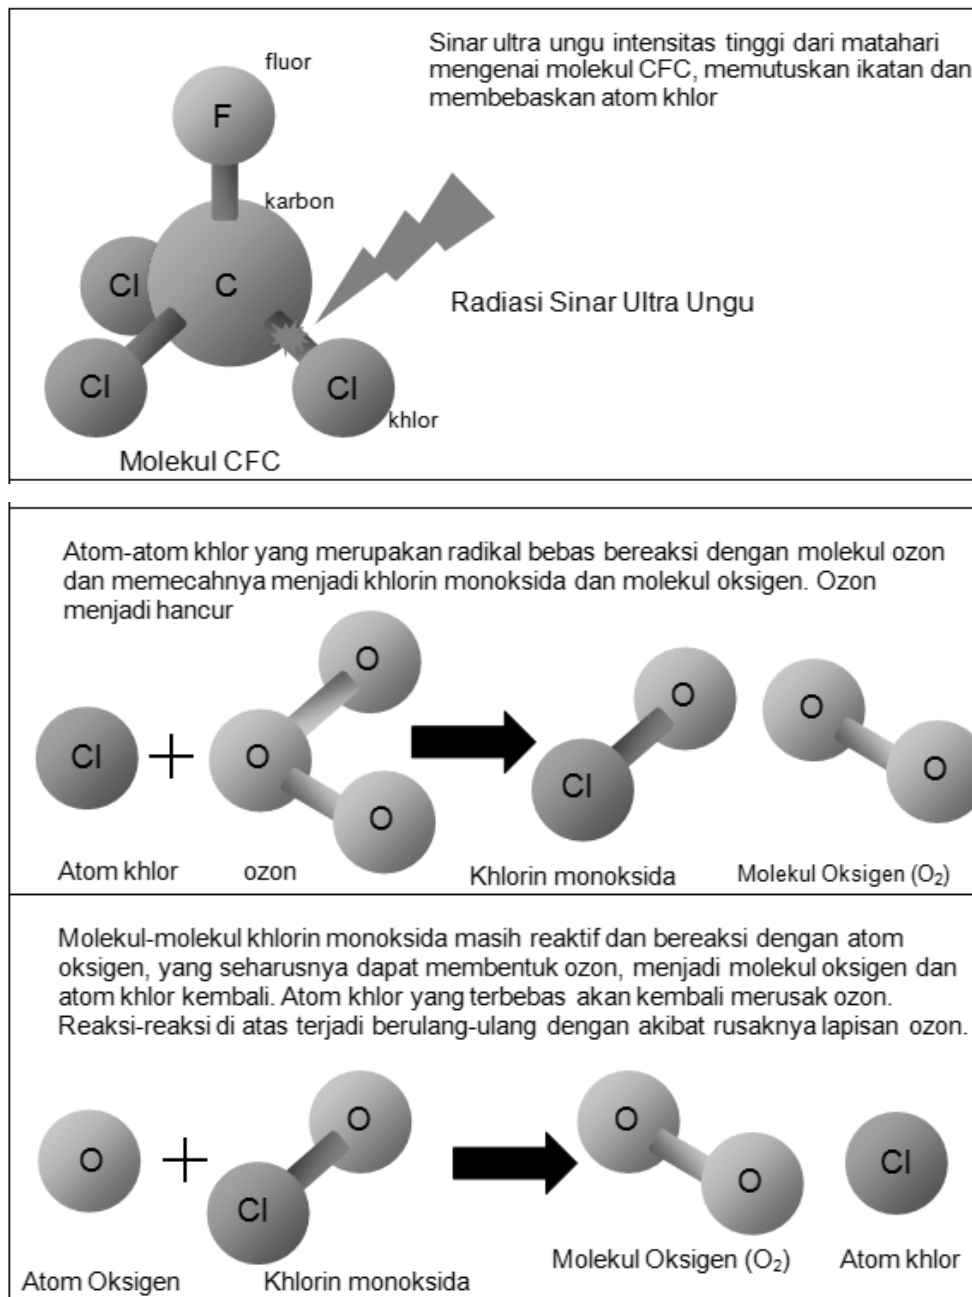 Sinar ultra ungu intensitas tinggi dari matahari
mengenai molekul CFC, memutuskan ikatan dan
membebaskan atom khlor
fluor
F
karbon
Cl
C
Radiasi Sinar Ultra Ungu
Cl
Cl
khlor
Molekul CFC
Atom-atom khlor yang merupakan radikal bebas bereaksi dengan molekul ozon
dan memecahnya menjadi khlorin monoksida dan molekul oksigen. Ozon
menjadi hancur
O
O
O
Cl
O
O
Cl
O
O
Atom khlor
ozon
Khlorin monoksida
Molekul Oksigen (O₂)
Molekul-molekul khlorin monoksida masih reaktif dan bereaksi dengan atom
oksigen, yang seharusnya dapat membentuk ozon, menjadi molekul oksigen dan
atom khlor kembali. Atom khlor yang terbebas akan kembali merusak ozon.
Reaksi-reaksi di atas terjadi berulang-ulang dengan akibat rusaknya lapisan ozon.
O
O
O
Cl
Cl
O
Atom Oksigen
Khlorin monoksida
Molekul Oksigen (O₂)
Atom khlor